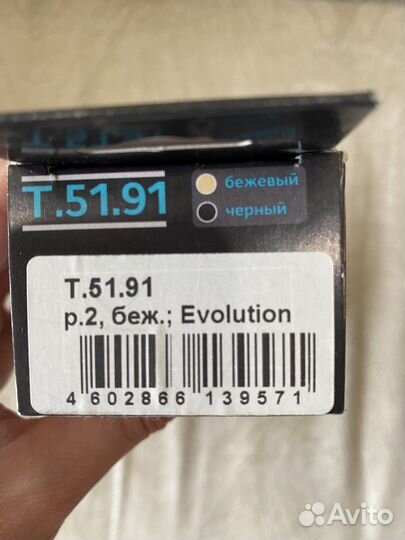 T.51.91
бежевый
черный
T.51.91
р.2, беж.; Evolution
4 602866 139571
Avito